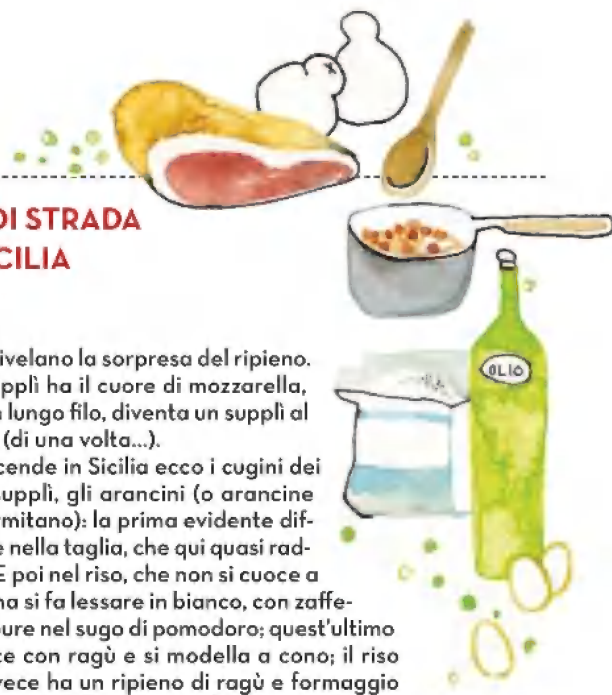 DI STRADA
CILIA
ivelano la sorpresa del ripieno.
pplì ha il cuore di mozzarella,
lungo filo, diventa un supplì al
(di una volta...).
cende in Sicilia ecco i cugini dei
supplì, gli arancini (o arancine
rmitano): la prima evidente dif-
e nella taglia, che qui quasi rad-
E poi nel riso, che non si cuoce a
ma si fa lessare in bianco, con zaffe-
pure nel sugo di pomodoro; quest'ultimo
ce con ragù e si modella a cono; il riso
vece ha un ripieno di ragù e formaggio
OLIO